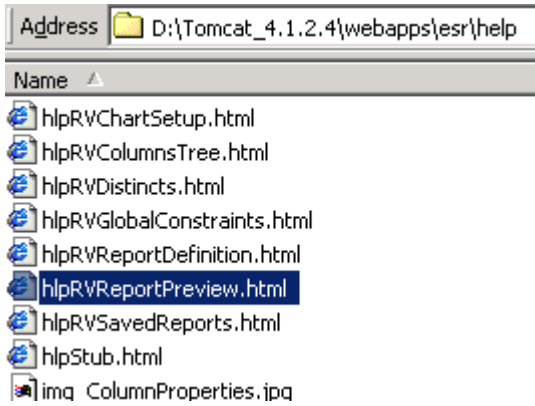 Address D:\Tomcat_4.1.2.4\webapps\esr\help
Name
hlpRVChartSetup.html
hlpRVColumnsTree.html
hlpRVDistincts.html
hlpRVGlobalConstraints.html
hlpRVReportDefinition.html
hlpRVReportPreview.html
hlpRVSavedReports.html
hlpStub.html
img_ColumnProperties.jpg